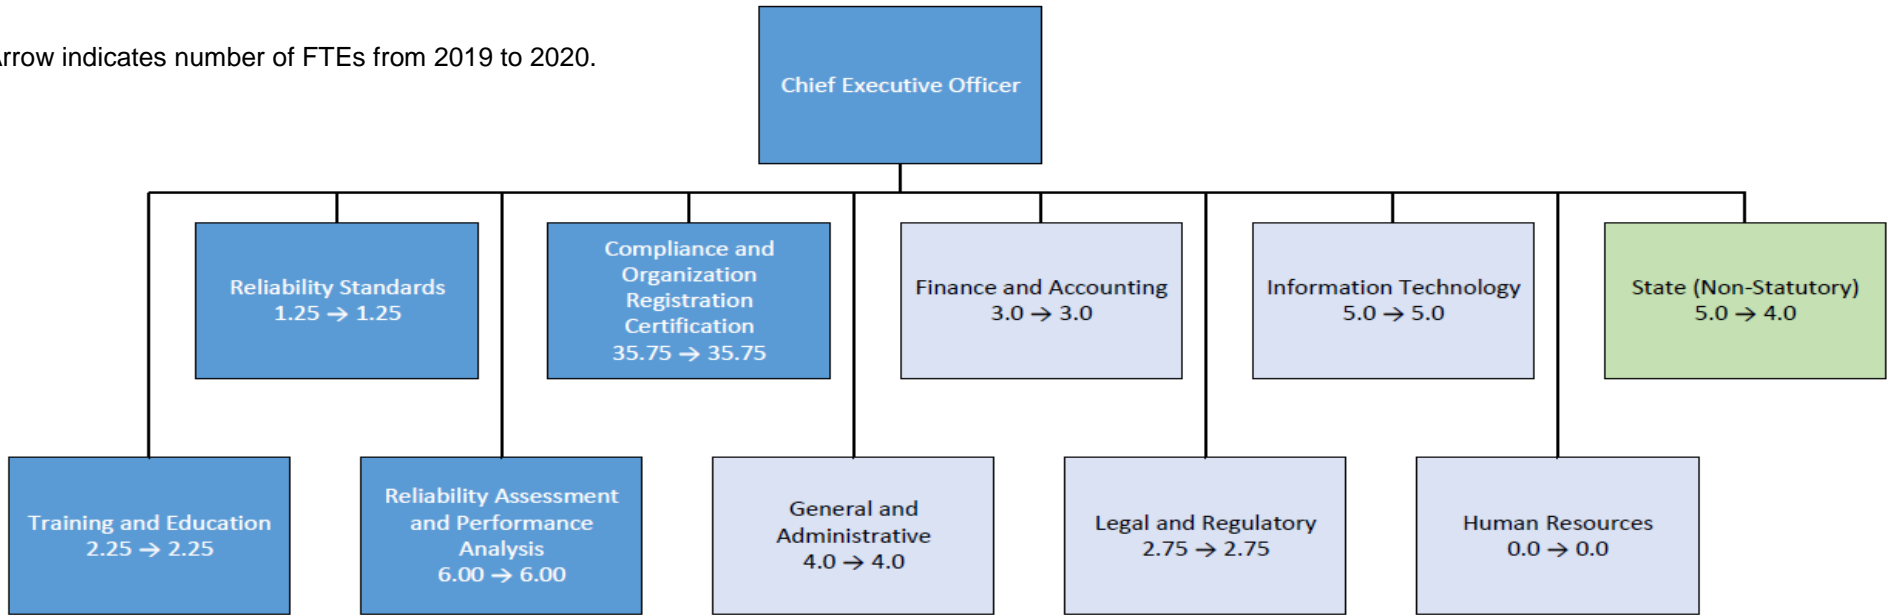 indicates number of FTEs from 2019 to 2020.
Chief Executive Officer
Reliability Standards
1.25 → 1.25
Compliance and
Organization
Registration
Certification
35.75 → 35.75
Finance and Accounting
3.0 → 3.0
Information Technology
5.0 → 5.0
State (Non-Statutory)
5.0 → 4.0
Training and Education
2.25 → 2.25
Reliability Assessment
and Performance
Analysis
6.00 → 6.00
General and
Administrative
4.0 → 4.0
Legal and Regulatory
2.75 → 2.75
Human Resources
0.0 → 0.0